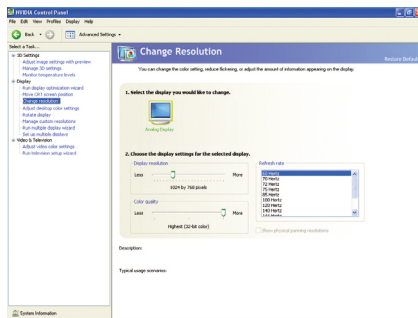 NVIDIA Control Panel
File Edit View Profiles Display Help
Back Advanced Settings
Select a Task...
3D Settings
Adjust image settings with preview
Manage 3D settings
Monitor temperature levels
Display
Run display optimization wizard
Move CRT screen position
Change resolution
Adjust desktop color settings
Rotate display
Manage custom resolutions
Run multiple display wizard
Set up multiple displays
Video & Television
Adjust video color settings
Run television setup wizard
System Information
Change Resolution
Restore Defaul
You can change the color setting, reduce flickering, or adjust the amount of information appearing on the display.
1. Select the display you would like to change.
Analog Display
2. Choose the display settings for the selected display.
Display resolution
Less More
1024 by 768 pixels
Color quality
Less More
Highest (32-bit color)
Refresh rate
60 Hertz
70 Hertz
72 Hertz
75 Hertz
85 Hertz
100 Hertz
120 Hertz
140 Hertz
Show physical panning resolutions
Description:
Typical usage scenarios: